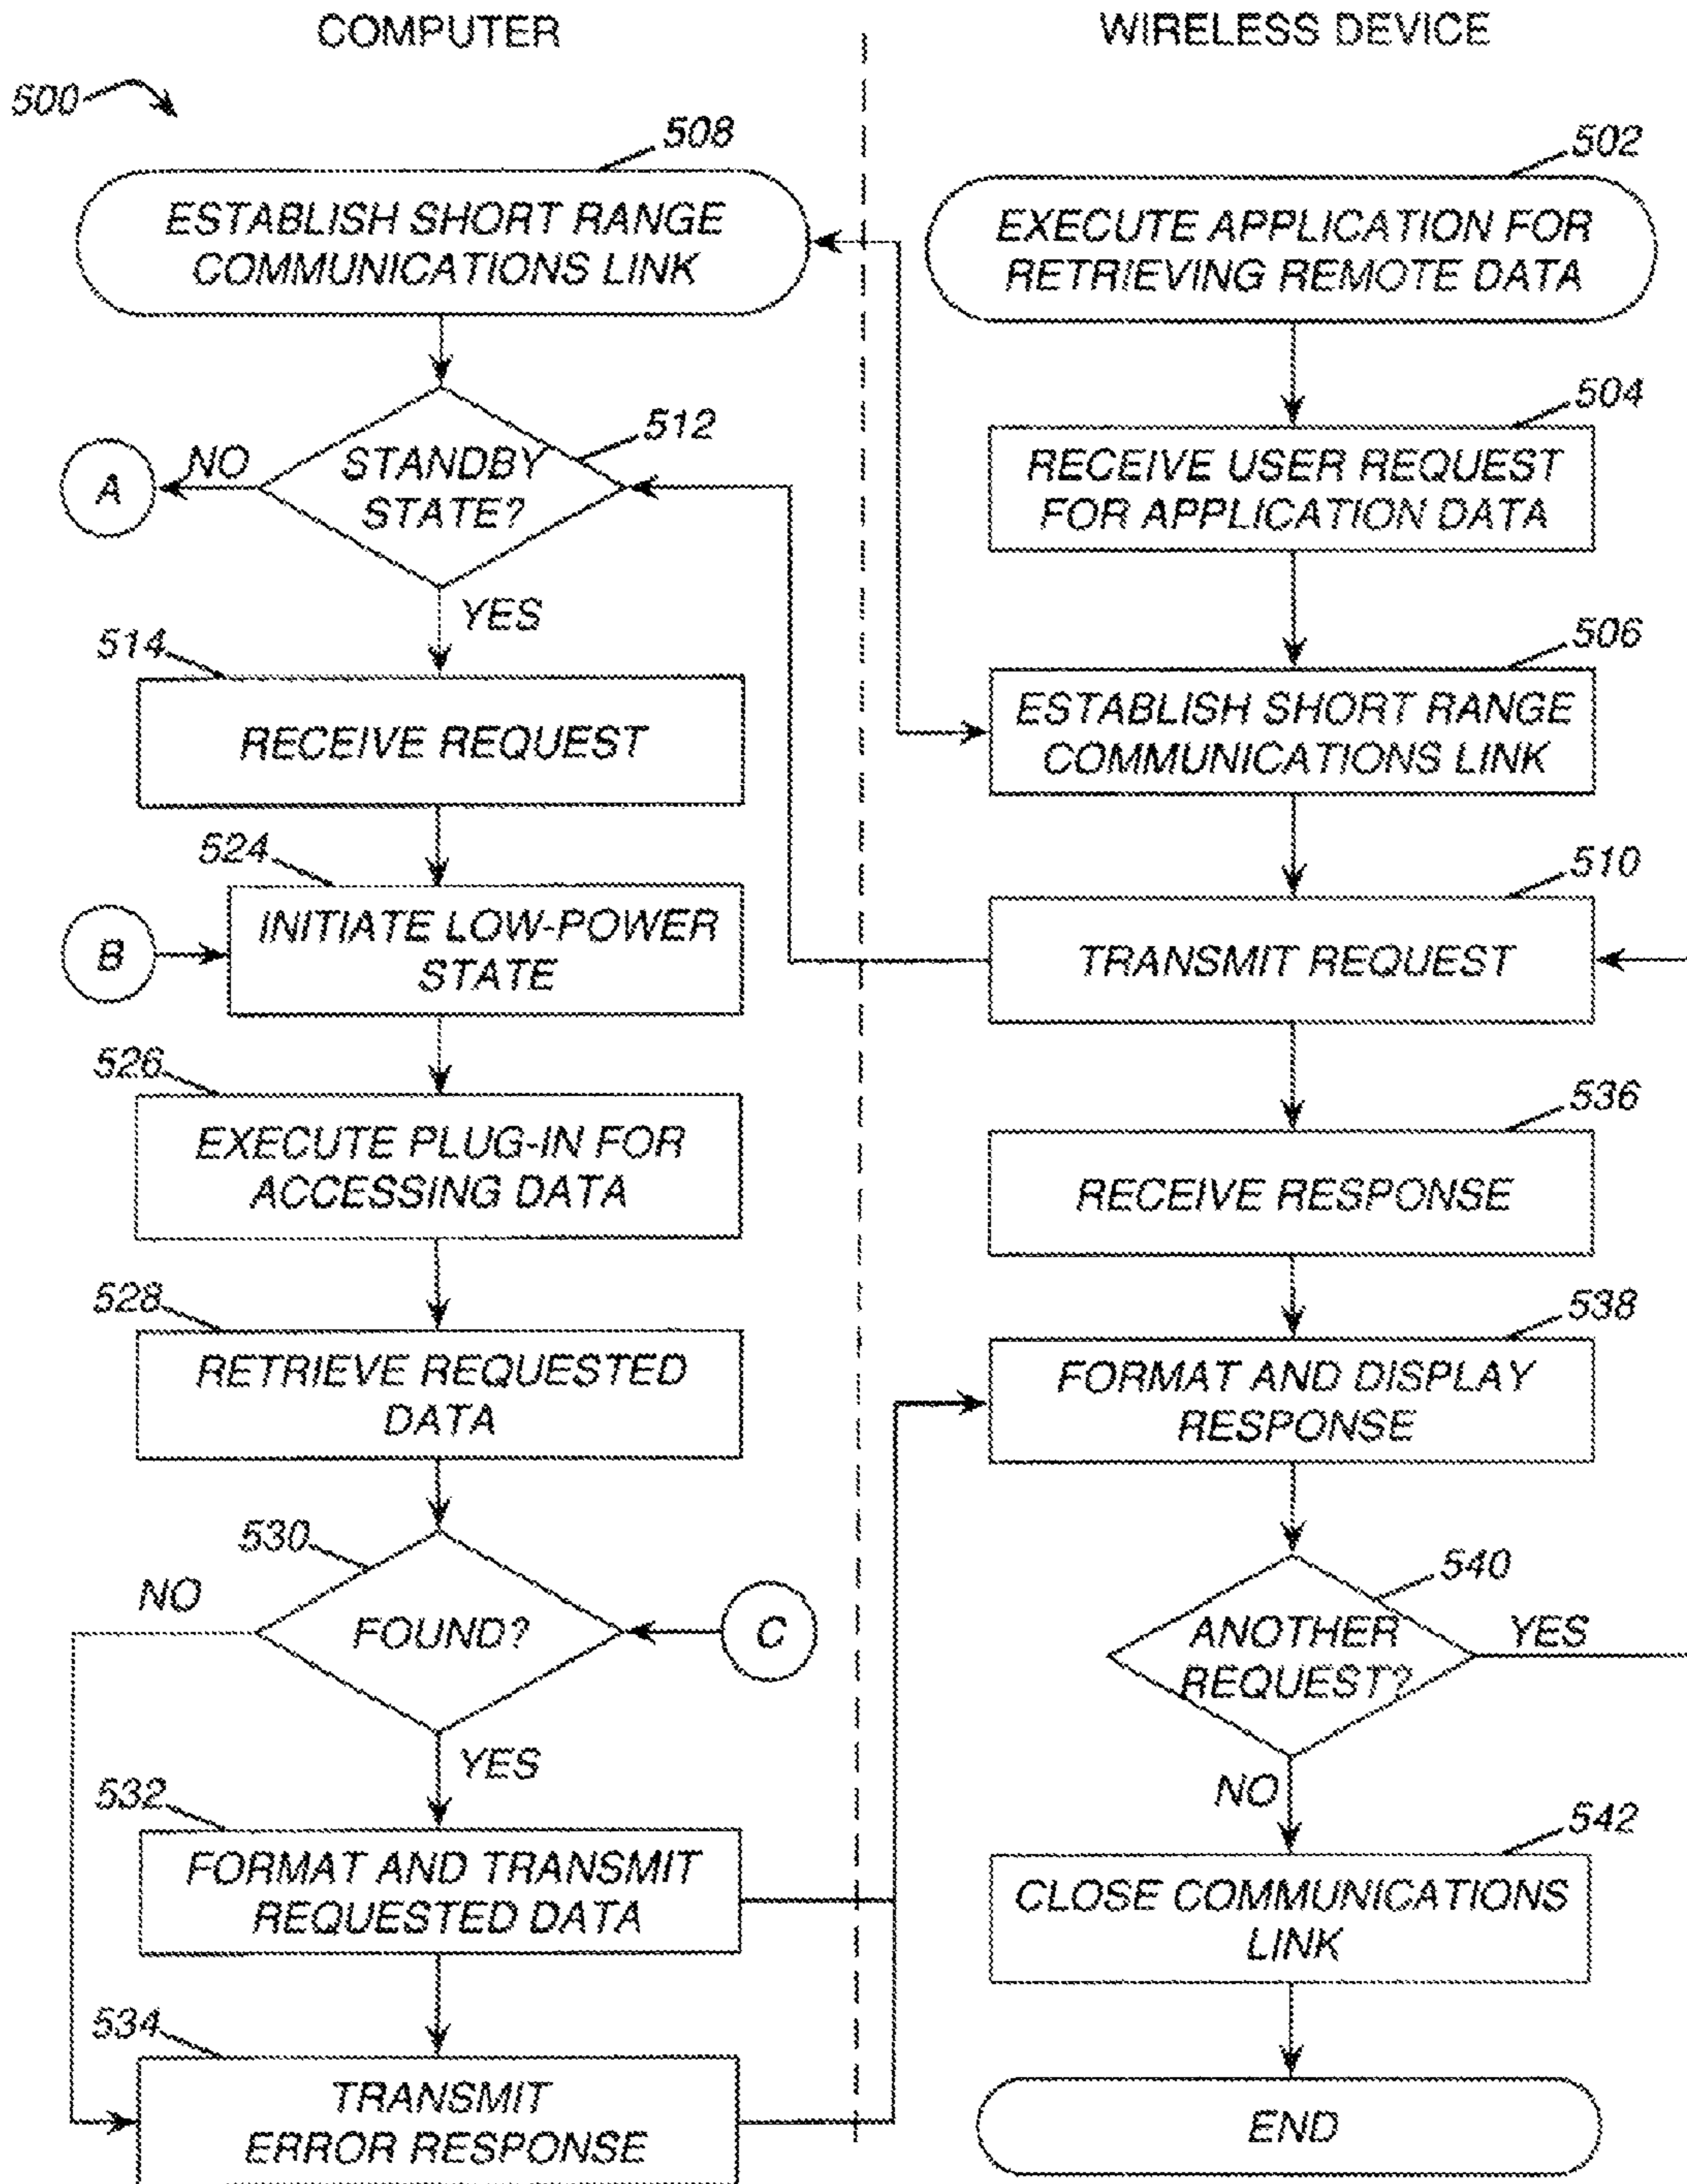 COMPUTER
WIRELESS DEVICE
500
508
ESTABLISH SHORT RANGE
COMMUNICATIONS LINK
512
STANDBY
STATE?
NO
A
YES
514
RECEIVE REQUEST
524
INITIATE LOW-POWER
STATE
B
526
EXECUTE PLUG-IN FOR
ACCESSING DATA
528
RETRIEVE REQUESTED
DATA
530
NO
FOUND?
C
YES
532
FORMAT AND TRANSMIT
REQUESTED DATA
534
TRANSMIT
ERROR RESPONSE
502
EXECUTE APPLICATION FOR
RETRIEVING REMOTE DATA
504
RECEIVE USER REQUEST
FOR APPLICATION DATA
506
ESTABLISH SHORT RANGE
COMMUNICATIONS LINK
510
TRANSMIT REQUEST
536
RECEIVE RESPONSE
538
FORMAT AND DISPLAY
RESPONSE
540
ANOTHER
REQUEST?
YES
NO
542
CLOSE COMMUNICATIONS
LINK
END